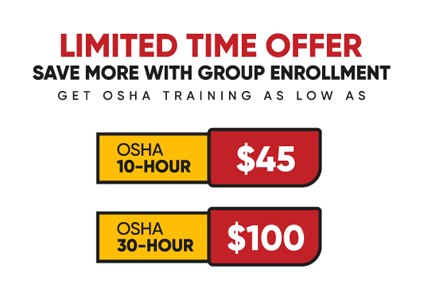 LIMITED TIME OFFER
SAVE MORE WITH GROUP ENROLLMENT
GET OSHA TRAINING AS LOW AS
OSHA
10-HOUR
$45
OSHA
30-HOUR
$100